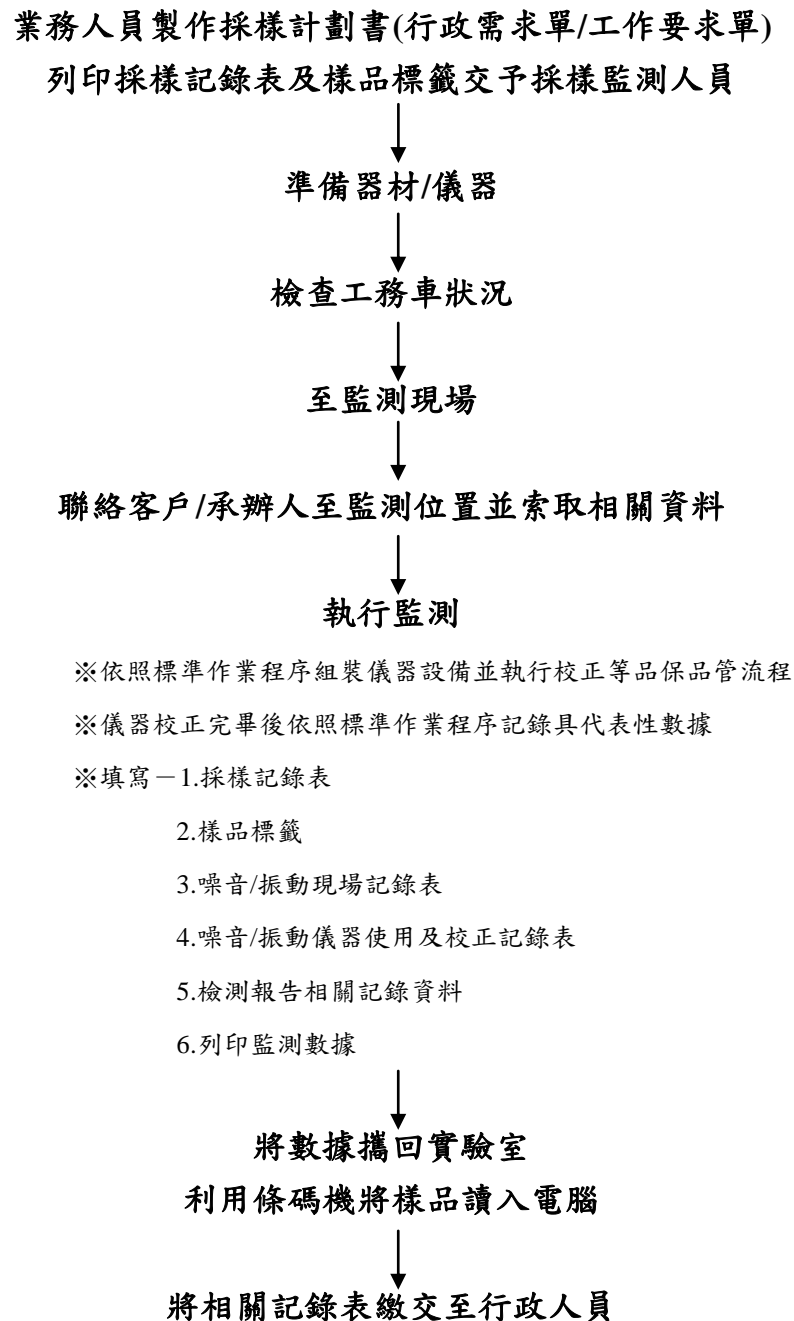 業務人員製作採樣計劃書(行政需求單/工作要求單)
列印採樣記錄表及樣品標籤交予採樣監測人員
準備器材/儀器
檢查工務車狀況
至監測現場
聯絡客戶/承辦人至監測位置並索取相關資料
執行監測
※依照標準作業程序組裝儀器設備並執行校正等品保品管流程
※儀器校正完畢後依照標準作業程序記錄具代表性數據
※填寫－1.採樣記錄表
2.樣品標籤
3.噪音/振動現場記錄表
4.噪音/振動儀器使用及校正記錄表
5.檢測報告相關記錄資料
6.列印監測數據
將數據攜回實驗室
利用條碼機將樣品讀入電腦
將相關記錄表繳交至行政人員